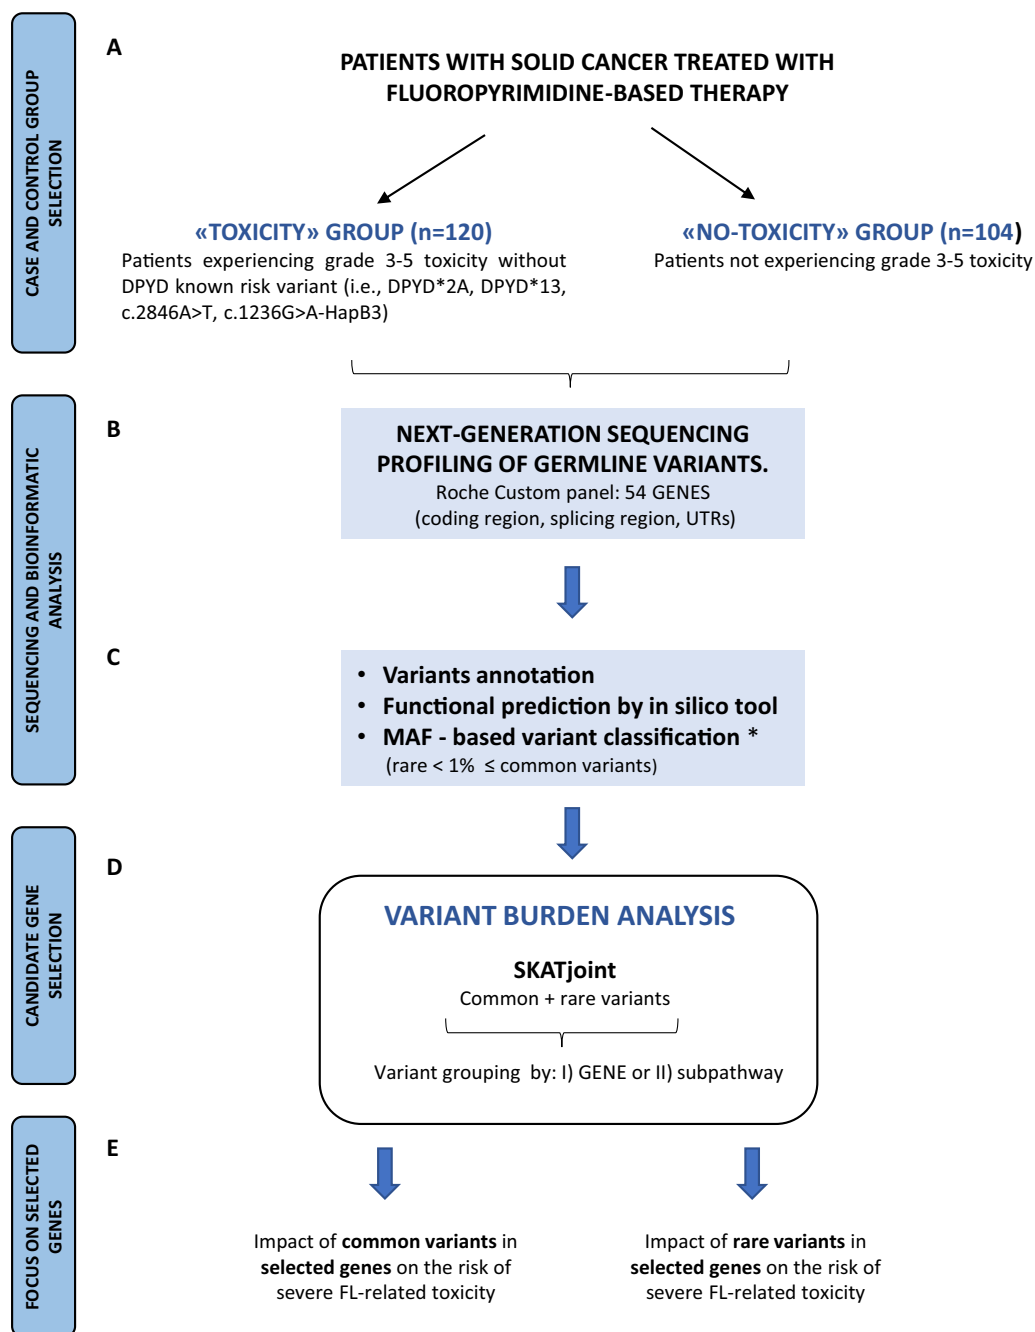 CASE AND CONTROL GROUP
SELECTION
A
PATIENTS WITH SOLID CANCER TREATED WITH
FLUOROPYRIMIDINE-BASED THERAPY
«TOXICITY» GROUP (n=120)
Patients experiencing grade 3-5 toxicity without
DPYD known risk variant (i.e., DPYD*2A, DPYD*13,
c.2846A>T, c.1236G>A-HapB3)
«NO-TOXICITY» GROUP (n=104)
Patients not experiencing grade 3-5 toxicity
SEQUENCING AND BIOINFORMATIC
ANALYSIS
B
NEXT-GENERATION SEQUENCING
PROFILING OF GERMLINE VARIANTS.
Roche Custom panel: 54 GENES
(coding region, splicing region, UTRs)
C
• Variants annotation
• Functional prediction by in silico tool
• MAF - based variant classification *
(rare < 1% ≤ common variants)
CANDIDATE GENE
SELECTION
D
VARIANT BURDEN ANALYSIS
SKATjoint
Common + rare variants
Variant grouping by: I) GENE or II) subpathway
FOCUS ON SELECTED
GENES
E
Impact of common variants in
selected genes on the risk of
severe FL-related toxicity
Impact of rare variants in
selected genes on the risk of
severe FL-related toxicity